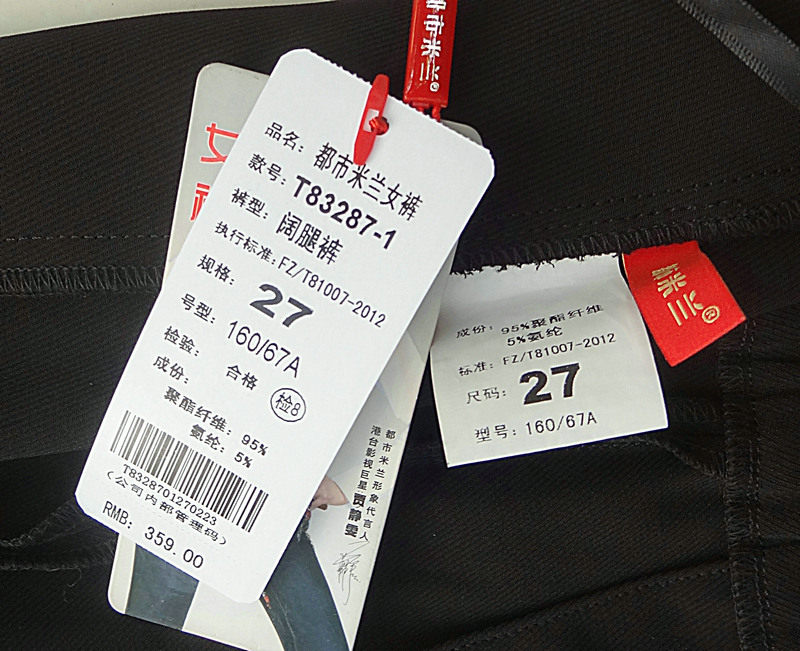 都市米兰®
女
品名：都市米兰女裤
款号：T83287-1
裤型：阔腿裤
执行标准：FZ/T81007-2012
规格：27
号型：160/67A
检验：合格 检8
成份：
聚酯纤维：95%
氨纶：5%
T8328701270223
（公司内部管理码）
RMB：359.00
都市米兰形象代言人
港台影视巨星贾静雯
米兰®
成份：95%聚酯纤维
5%氨纶
标准：FZ/T81007-2012
尺码：27
型号：160/67A